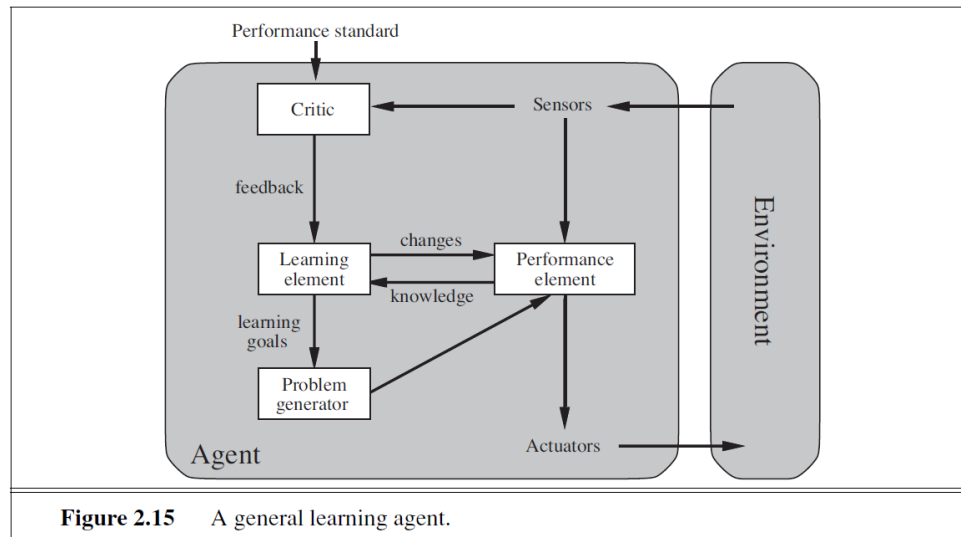 Performance standard
Critic
Sensors
feedback
changes
Learning
element
Performance
element
knowledge
learning
goals
Problem
generator
Actuators
Agent
Environment
Figure 2.15 A general learning agent.